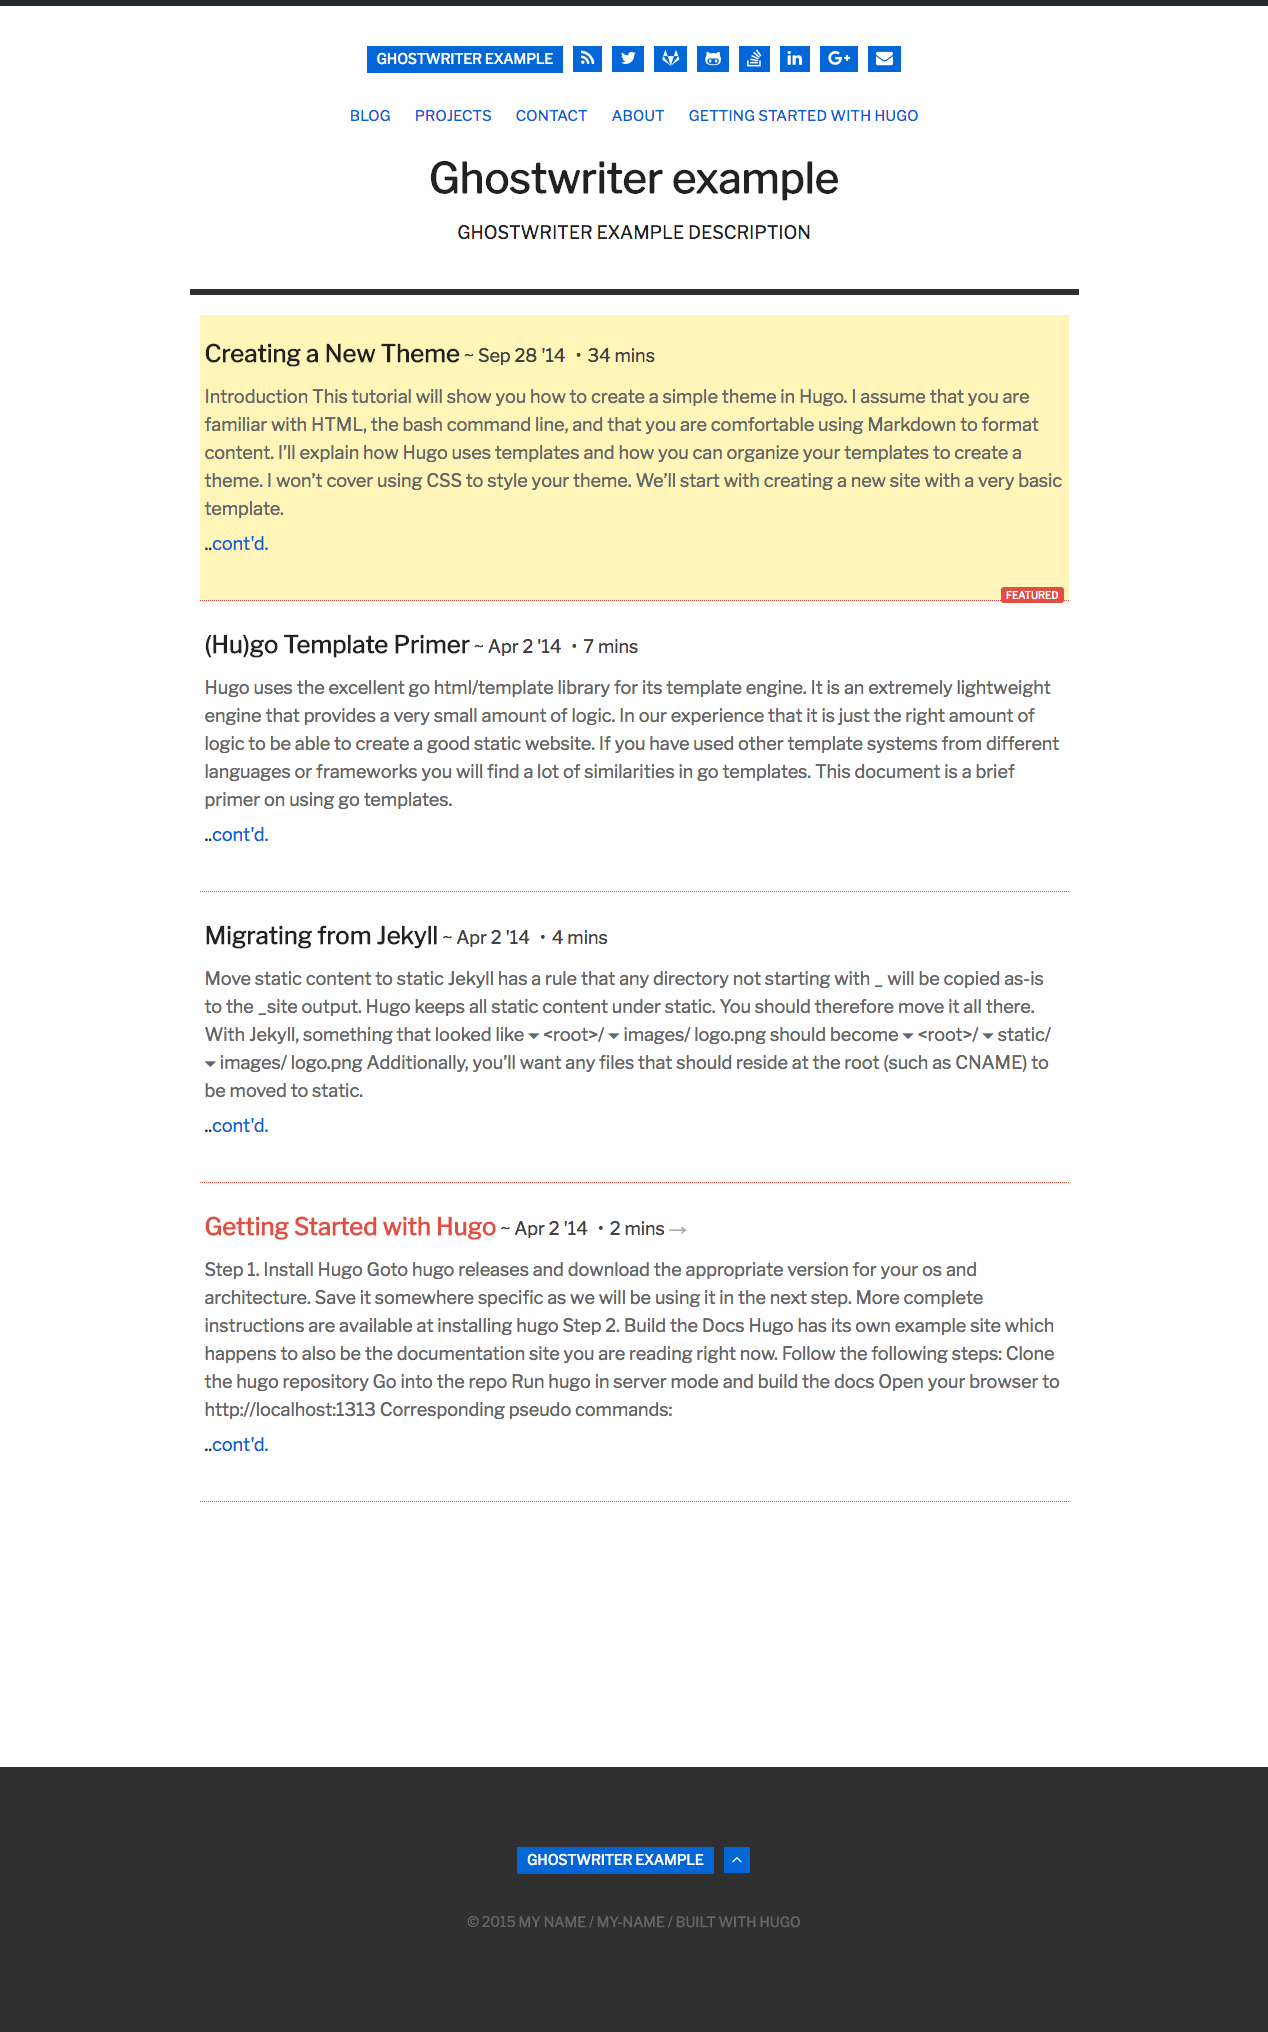 GHOSTWRITER EXAMPLE
BLOG PROJECTS CONTACT ABOUT GETTING STARTED WITH HUGO
Ghostwriter example
GHOSTWRITER EXAMPLE DESCRIPTION
Creating a New Theme ~ Sep 28 '14 • 34 mins
Introduction This tutorial will show you how to create a simple theme in Hugo. I assume that you are
familiar with HTML, the bash command line, and that you are comfortable using Markdown to format
content. I’ll explain how Hugo uses templates and how you can organize your templates to create a
theme. I won’t cover using CSS to style your theme. We’ll start with creating a new site with a very basic
template.
..cont'd.
FEATURED
(Hu)go Template Primer ~ Apr 2 '14 • 7 mins
Hugo uses the excellent go html/template library for its template engine. It is an extremely lightweight
engine that provides a very small amount of logic. In our experience that it is just the right amount of
logic to be able to create a good static website. If you have used other template systems from different
languages or frameworks you will find a lot of similarities in go templates. This document is a brief
primer on using go templates.
..cont'd.
Migrating from Jekyll ~ Apr 2 '14 • 4 mins
Move static content to static Jekyll has a rule that any directory not starting with _ will be copied as-is
to the _site output. Hugo keeps all static content under static. You should therefore move it all there.
With Jekyll, something that looked like ▾ <root>/ ▾ images/ logo.png should become ▾ <root>/ ▾ static/
▾ images/ logo.png Additionally, you’ll want any files that should reside at the root (such as CNAME) to
be moved to static.
..cont'd.
Getting Started with Hugo ~ Apr 2 '14 • 2 mins →
Step 1. Install Hugo Goto hugo releases and download the appropriate version for your os and
architecture. Save it somewhere specific as we will be using it in the next step. More complete
instructions are available at installing hugo Step 2. Build the Docs Hugo has its own example site which
happens to also be the documentation site you are reading right now. Follow the following steps: Clone
the hugo repository Go into the repo Run hugo in server mode and build the docs Open your browser to
http://localhost:1313 Corresponding pseudo commands:
..cont'd.
GHOSTWRITER EXAMPLE
© 2015 MY NAME / MY-NAME / BUILT WITH HUGO